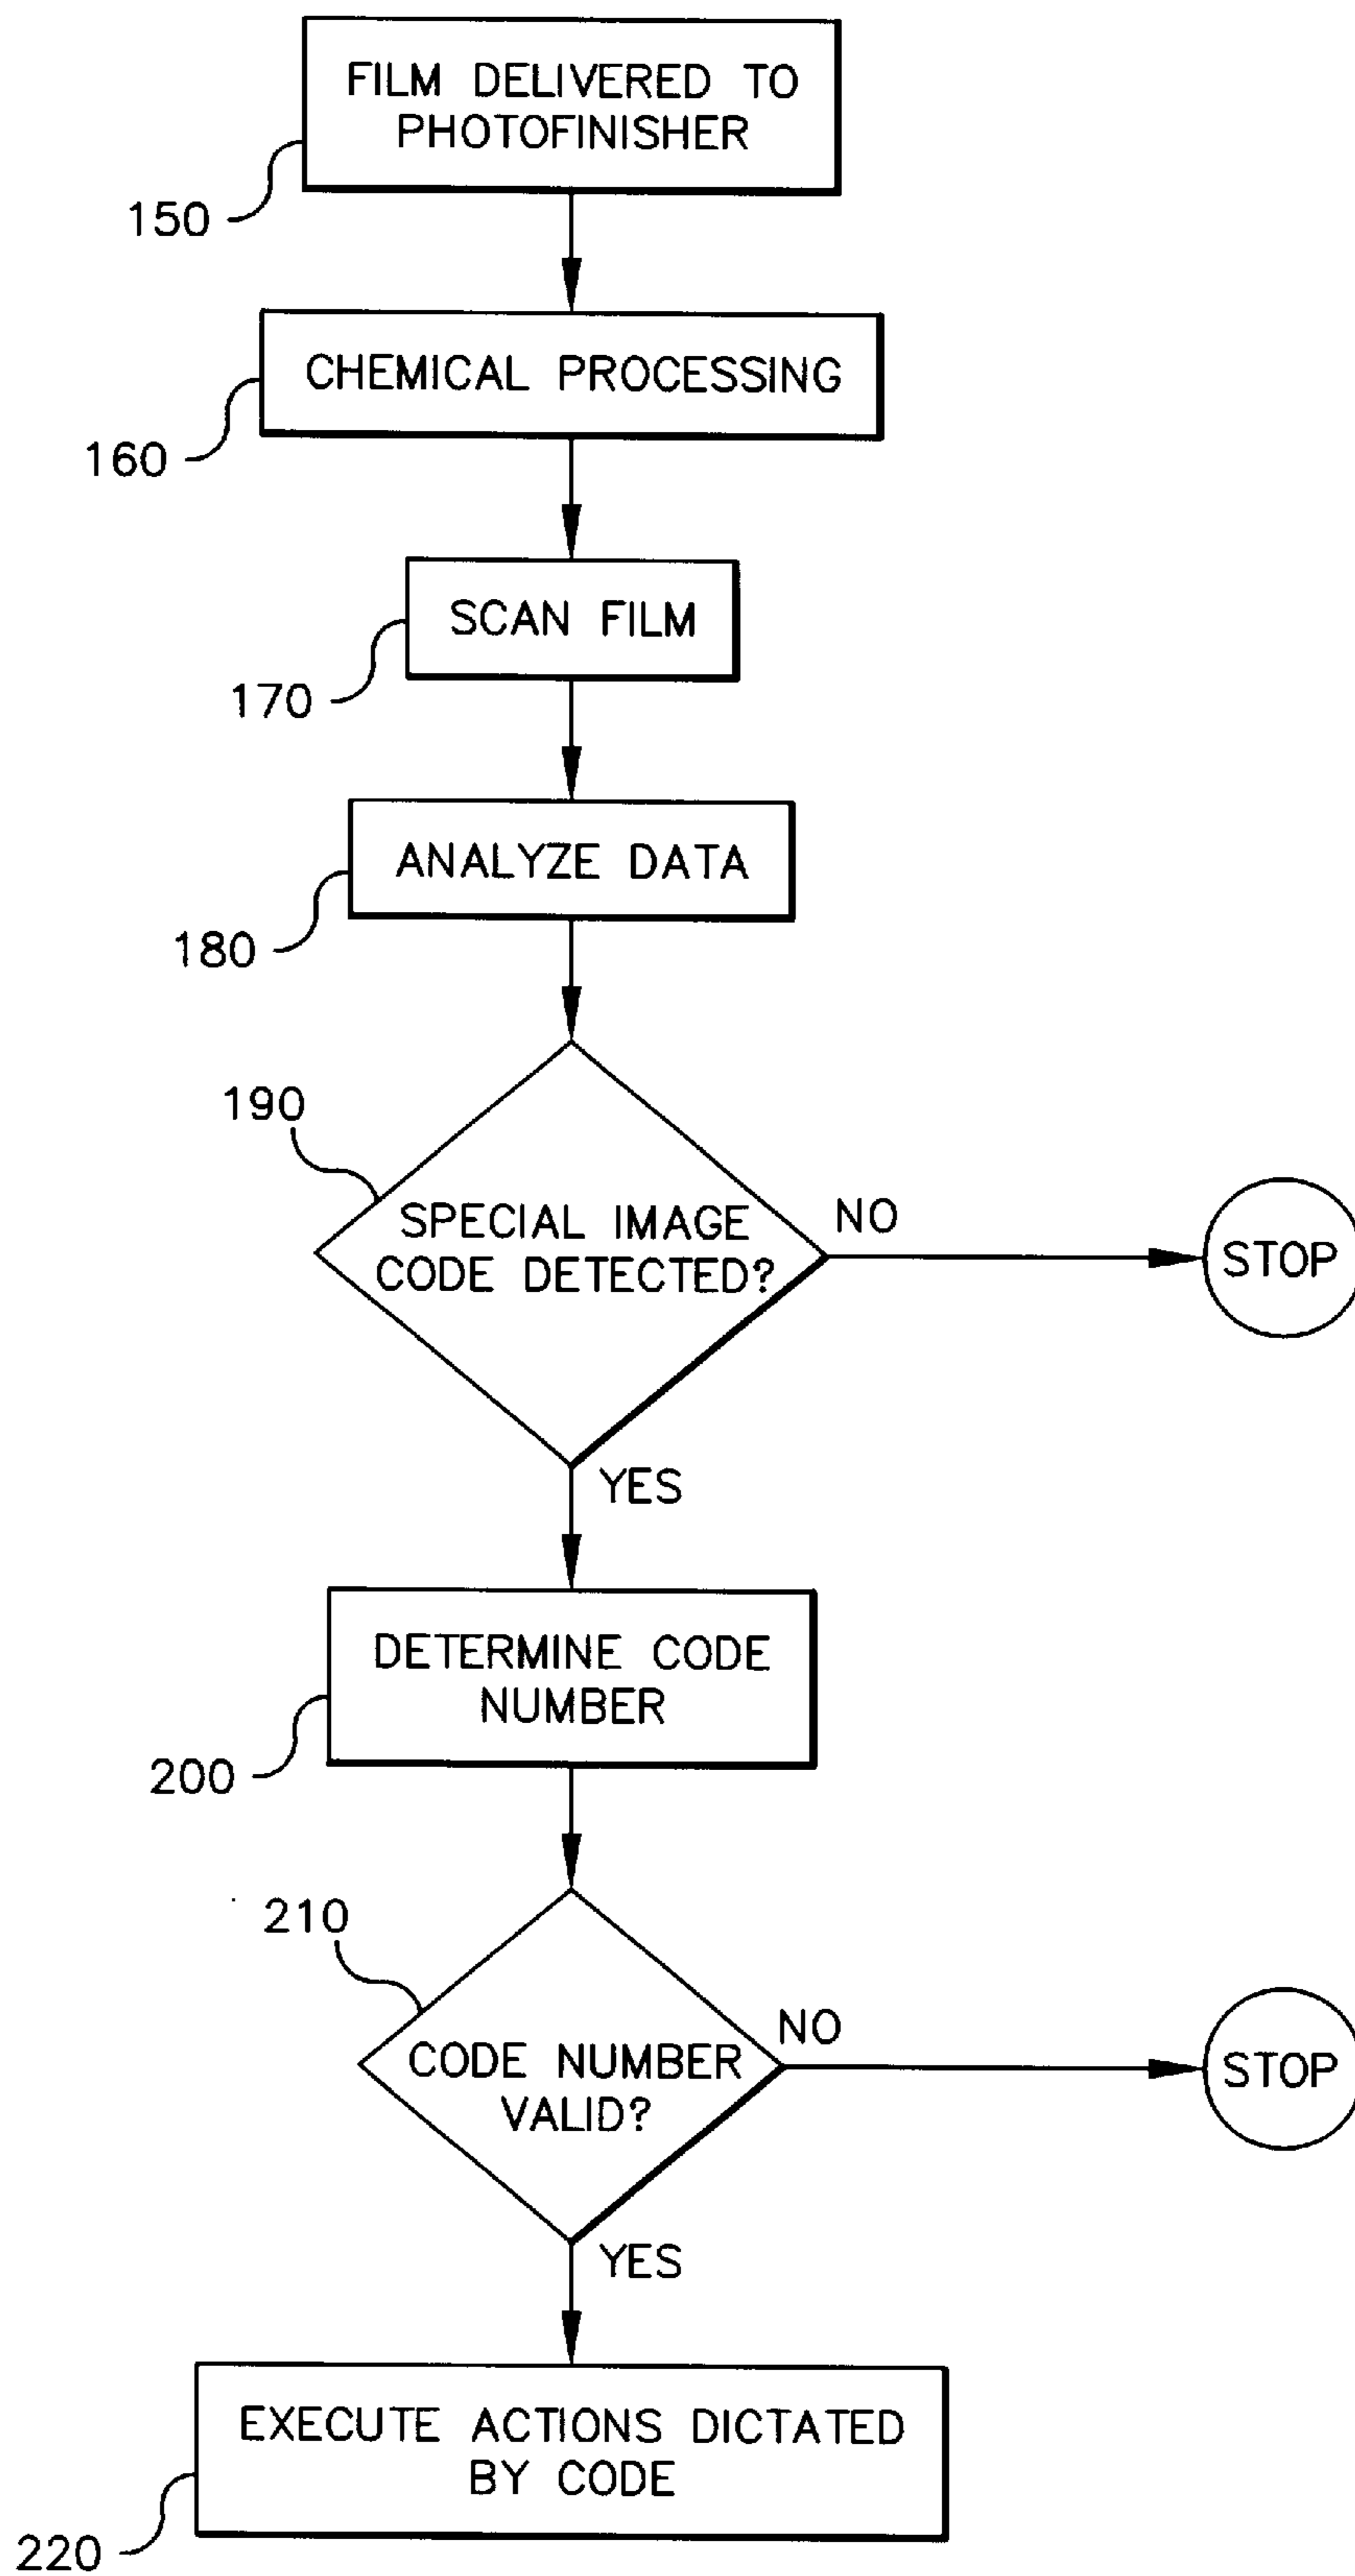 FILM DELIVERED TO
PHOTOFINISHER
150
CHEMICAL PROCESSING
160
SCAN FILM
170
ANALYZE DATA
180
190
SPECIAL IMAGE
CODE DETECTED?
NO
STOP
YES
DETERMINE CODE
NUMBER
200
210
CODE NUMBER
VALID?
NO
STOP
YES
EXECUTE ACTIONS DICTATED
BY CODE
220